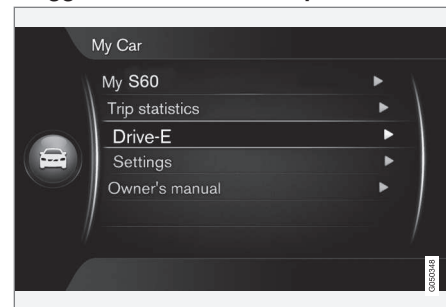 My Car
My S60
Trip statistics
Drive-E
Settings
Owner's manual
G050348